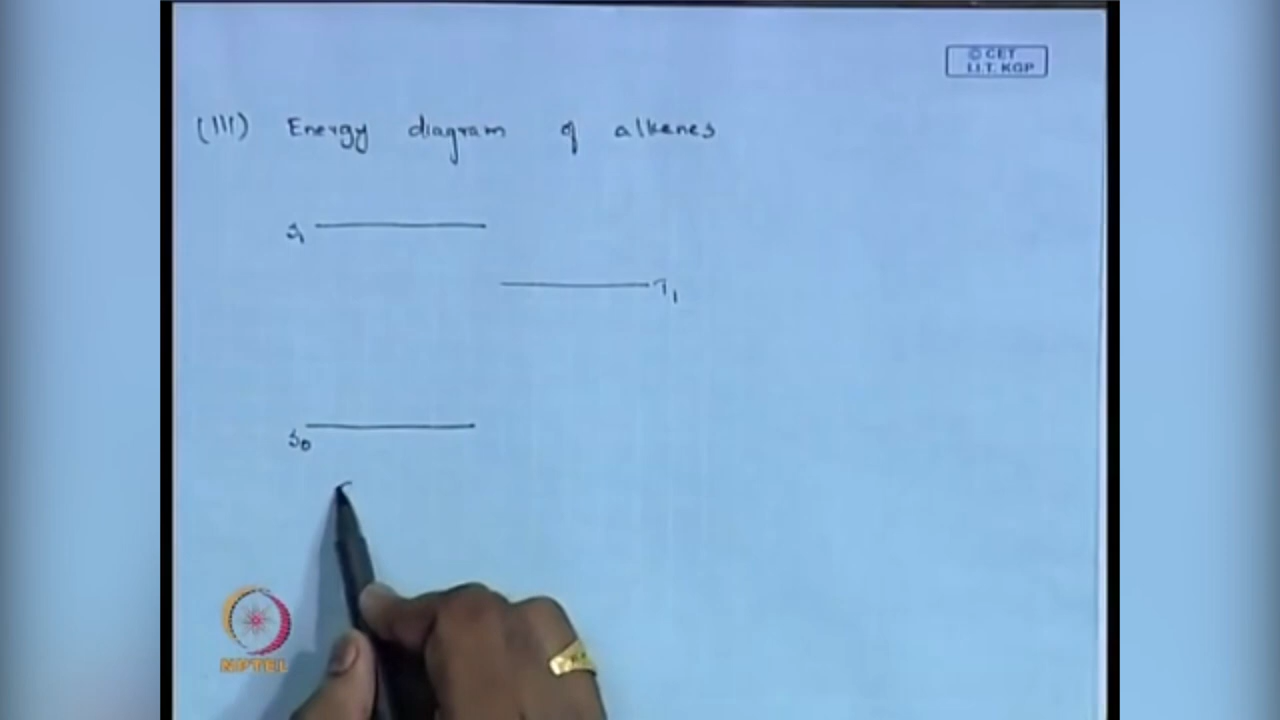 © CET
I.I.T. KGP
(III) Energy diagram of alkenes
S₁
T₁
S₀
NPTEL